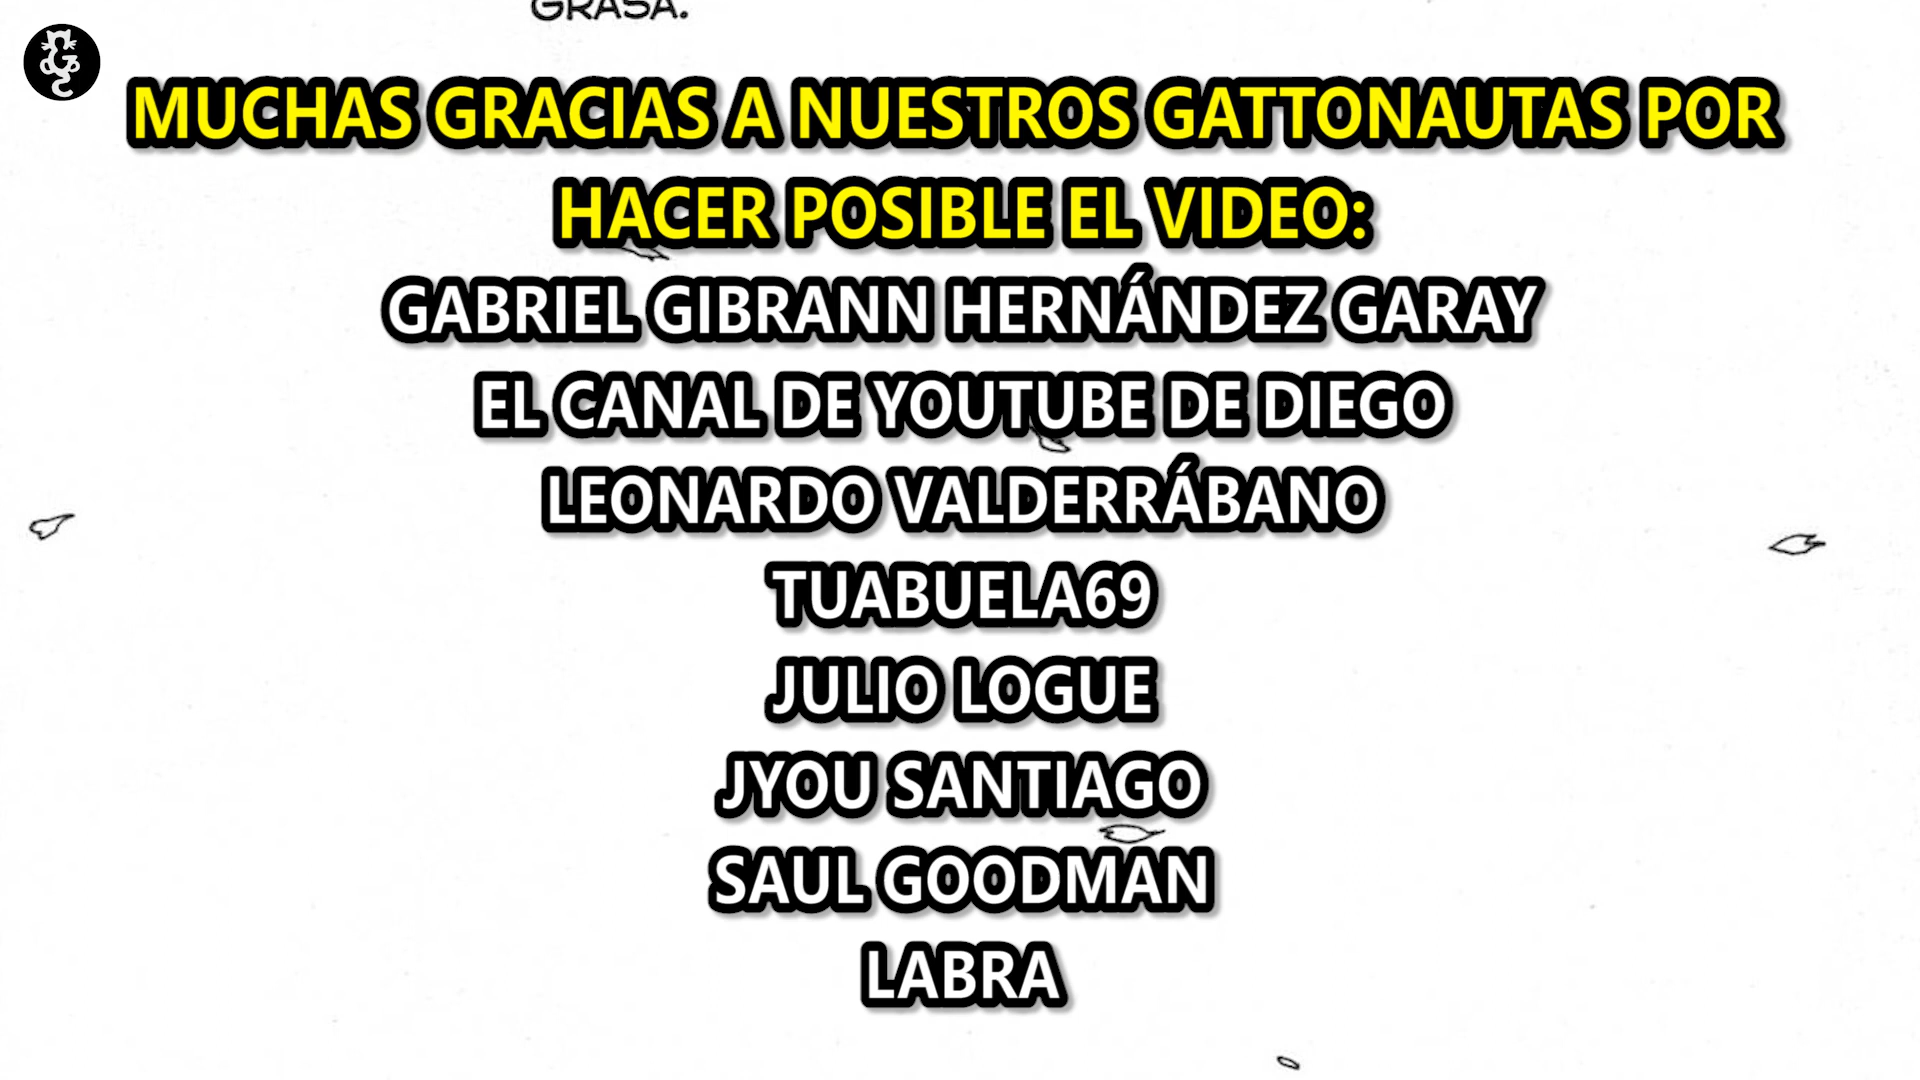 GRASA.
MUCHAS GRACIAS A NUESTROS GATTONAUTAS POR
HACER POSIBLE EL VIDEO:
GABRIEL GIBRANN HERNÁNDEZ GARAY
EL CANAL DE YOUTUBE DE DIEGO
LEONARDO VALDERRÁBANO
TUABUELA69
JULIO LOGUE
JYOU SANTIAGO
SAUL GOODMAN
LABRA